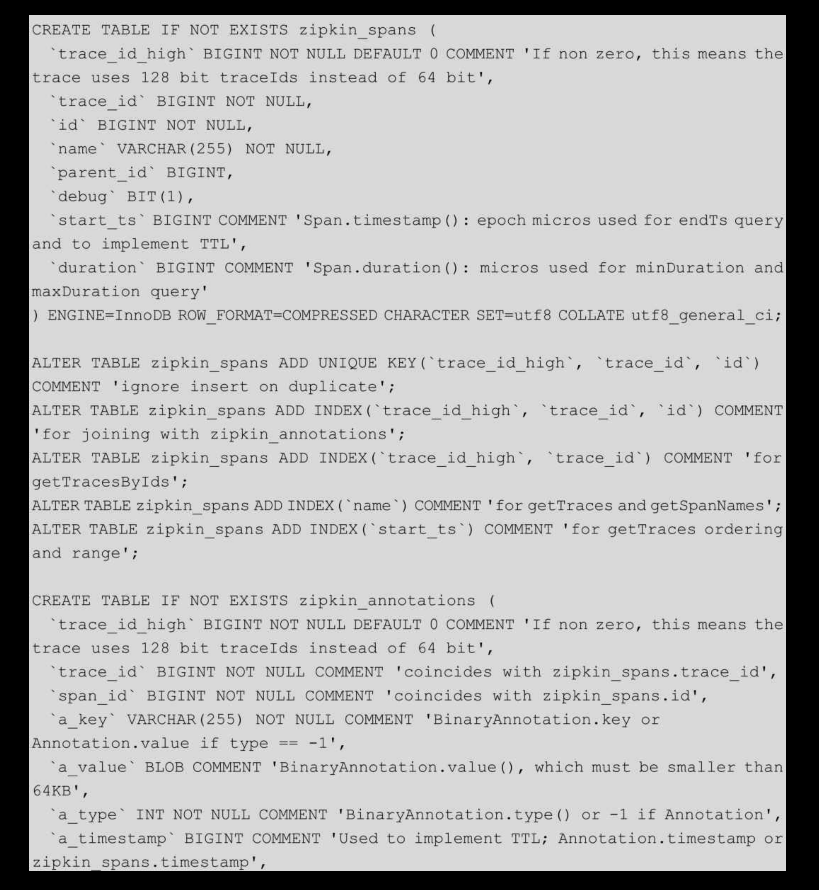 CREATE TABLE IF NOT EXISTS zipkin_spans (
  `trace_id_high` BIGINT NOT NULL DEFAULT 0 COMMENT 'If non zero, this means the
trace uses 128 bit traceIds instead of 64 bit',
  `trace_id` BIGINT NOT NULL,
  `id` BIGINT NOT NULL,
  `name` VARCHAR(255) NOT NULL,
  `parent_id` BIGINT,
  `debug` BIT(1),
  `start_ts` BIGINT COMMENT 'Span.timestamp(): epoch micros used for endTs query
and to implement TTL',
  `duration` BIGINT COMMENT 'Span.duration(): micros used for minDuration and
maxDuration query'
) ENGINE=InnoDB ROW_FORMAT=COMPRESSED CHARACTER SET=utf8 COLLATE utf8_general_ci;

ALTER TABLE zipkin_spans ADD UNIQUE KEY(`trace_id_high`, `trace_id`, `id`)
COMMENT 'ignore insert on duplicate';
ALTER TABLE zipkin_spans ADD INDEX(`trace_id_high`, `trace_id`, `id`) COMMENT
'for joining with zipkin_annotations';
ALTER TABLE zipkin_spans ADD INDEX(`trace_id_high`, `trace_id`) COMMENT 'for
getTracesByIds';
ALTER TABLE zipkin_spans ADD INDEX(`name`) COMMENT 'for getTraces and getSpanNames';
ALTER TABLE zipkin_spans ADD INDEX(`start_ts`) COMMENT 'for getTraces ordering
and range';

CREATE TABLE IF NOT EXISTS zipkin_annotations (
  `trace_id_high` BIGINT NOT NULL DEFAULT 0 COMMENT 'If non zero, this means the
trace uses 128 bit traceIds instead of 64 bit',
  `trace_id` BIGINT NOT NULL COMMENT 'coincides with zipkin_spans.trace_id',
  `span_id` BIGINT NOT NULL COMMENT 'coincides with zipkin_spans.id',
  `a_key` VARCHAR(255) NOT NULL COMMENT 'BinaryAnnotation.key or
Annotation.value if type == -1',
  `a_value` BLOB COMMENT 'BinaryAnnotation.value(), which must be smaller than
64KB',
  `a_type` INT NOT NULL COMMENT 'BinaryAnnotation.type() or -1 if Annotation',
  `a_timestamp` BIGINT COMMENT 'Used to implement TTL; Annotation.timestamp or
zipkin_spans.timestamp',